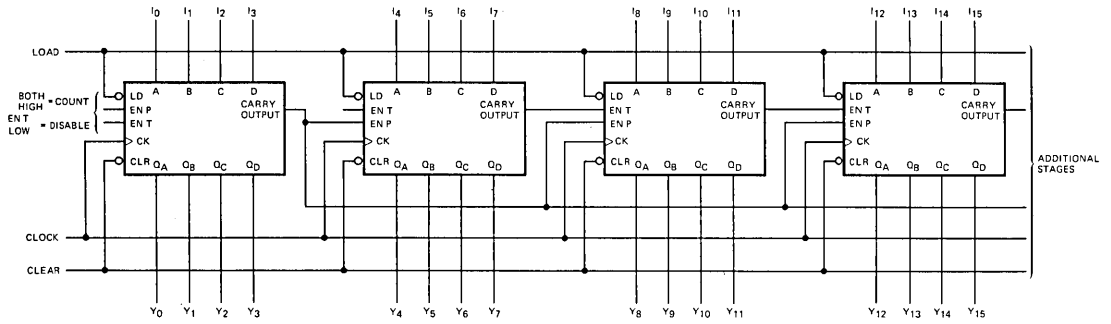 I0 I1 I2 I3 I4 I5 I6 I7 I8 I9 I10 I11 I12 I13 I14 I15
LOAD
A B C D A B C D A B C D A B C D
LD LD LD LD
BOTH HIGH = COUNT
ENT LOW = DISABLE
EN P EN T EN T EN T
EN T EN P EN P EN P
CARRY OUTPUT CARRY OUTPUT CARRY OUTPUT CARRY OUTPUT
CK CK CK CK
CLR CLR CLR CLR
QA QB QC QD QA QB QC QD QA QB QC QD QA QB QC QD
ADDITIONAL
STAGES
CLOCK
CLEAR
Y0 Y1 Y2 Y3 Y4 Y5 Y6 Y7 Y8 Y9 Y10 Y11 Y12 Y13 Y14 Y15